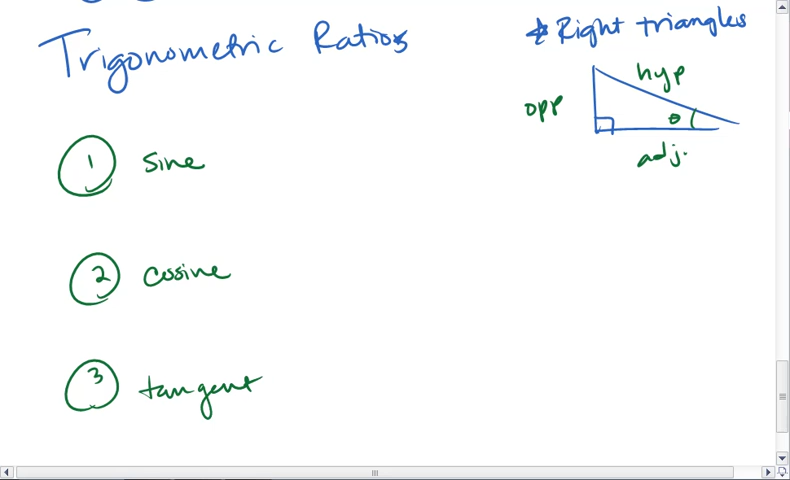 Trigonometric Ratios
* Right triangles
hyp
opp
θ
adj.
1 sine
2 cosine
3 tangent